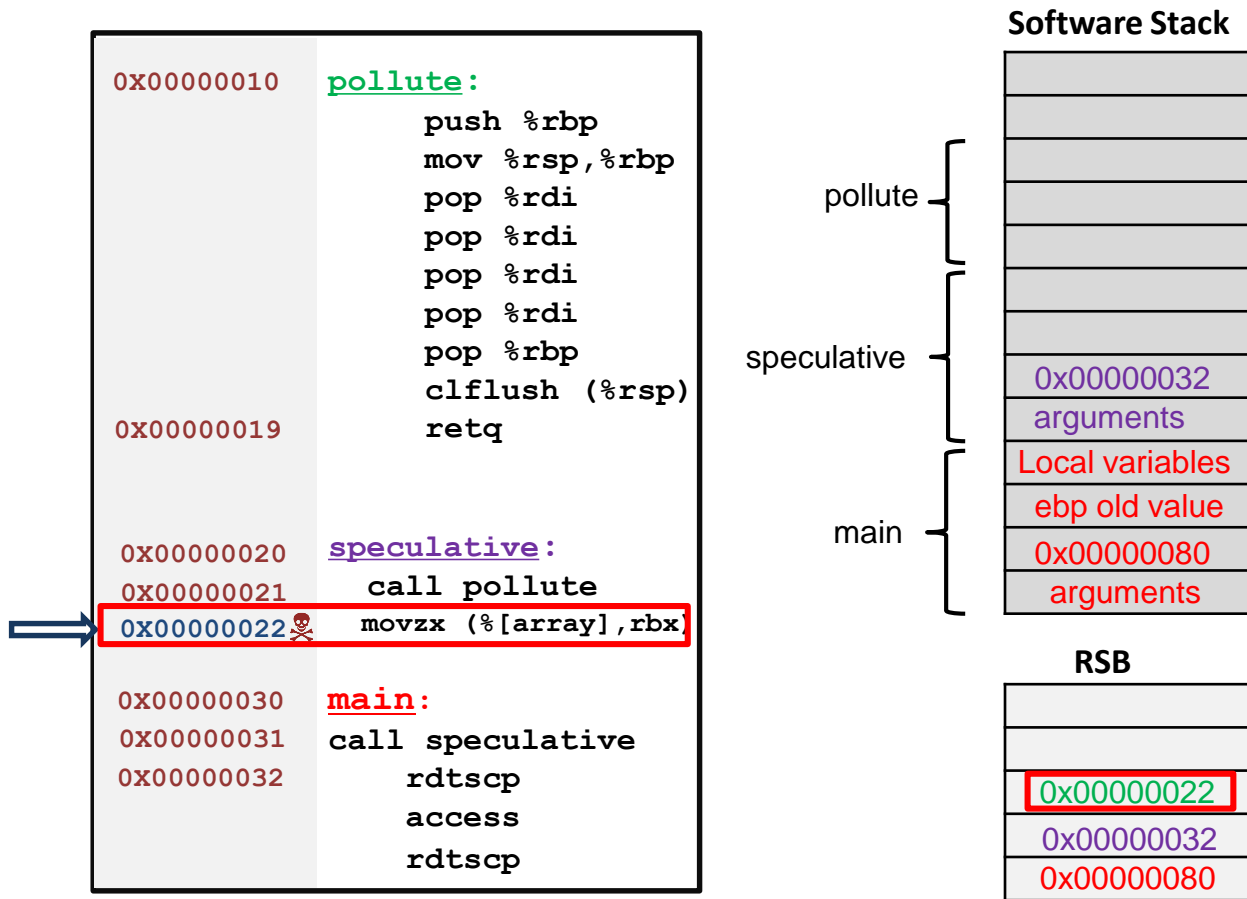 0X00000010 pollute:
push %rbp
mov %rsp,%rbp
pop %rdi
pop %rdi
pop %rdi
pop %rdi
pop %rbp
clflush (%rsp)
0X00000019 retq
0X00000020 speculative:
0X00000021 call pollute
0X00000022 movzx (%[array],rbx)
0X00000030 main:
0X00000031 call speculative
0X00000032 rdtscp
access
rdtscp
Software Stack
pollute
speculative
0x00000032
arguments
main
Local variables
ebp old value
0x00000080
arguments
RSB
0x00000022
0x00000032
0x00000080